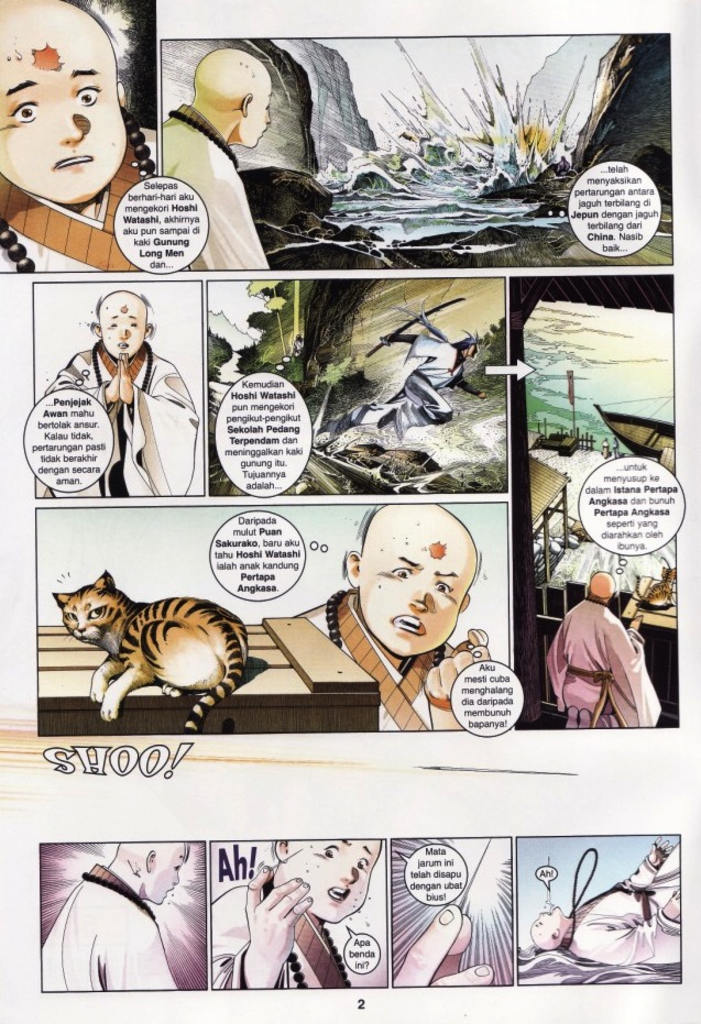 Selepas
berhari-hari aku
mengekori Hoshi
Watashi, akhirnya
aku pun sampai di
kaki Gunung
Long Men
dan...
...telah
menyaksikan
pertarungan antara
jaguh terbilang di
Jepun dengan jaguh
terbilang dari
China. Nasib
baik...
...Penjejak
Awan mahu
bertolak ansur.
Kalau tidak,
pertarungan pasti
tidak berakhir
dengan secara
aman.
Kemudian
Hoshi Watashi
pun mengekori
pengikut-pengikut
Sekolah Pedang
Terpendam dan
meninggalkan kaki
gunung itu.
Tujuannya
adalah...
...untuk
menyusup ke
dalam Istana Pertapa
Angkasa dan bunuh
Pertapa Angkasa
seperti yang
diarahkan oleh
ibunya.
Daripada
mulut Puan
Sakurako, baru aku
tahu Hoshi Watashi
ialah anak kandung
Pertapa
Angkasa.
Aku
mesti cuba
menghalang
dia daripada
membunuh
bapanya!
SHOO!
Ah!
Apa
benda
ini?
Mata
jarum ini
telah disapu
dengan ubat
bius!
Ah!
2